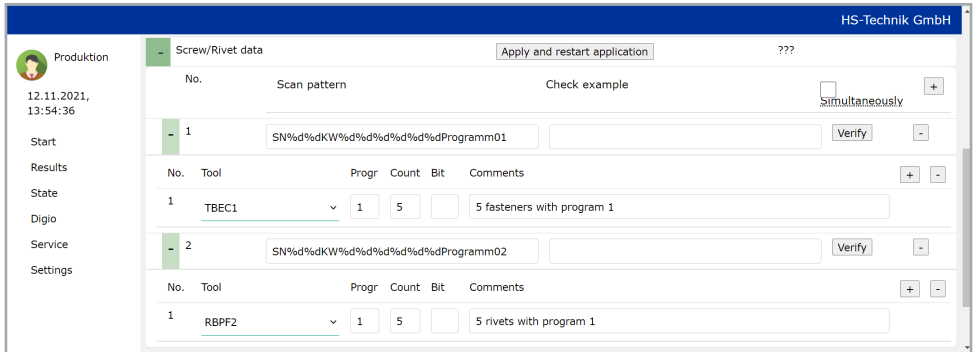 HS-Technik GmbH
Produktion
12.11.2021,
13:54:36
Start
Results
State
Digio
Service
Settings
- Screw/Rivet data Apply and restart application ???
No. Scan pattern Check example Simultaneously +
- 1 SN%d%dKW%d%d%d%d%d%dProgramm01 Verify -
No. Tool Progr Count Bit Comments + -
1 TBEC1 1 5 5 fasteners with program 1
- 2 SN%d%dKW%d%d%d%d%d%dProgramm02 Verify -
No. Tool Progr Count Bit Comments + -
1 RBPF2 1 5 5 rivets with program 1